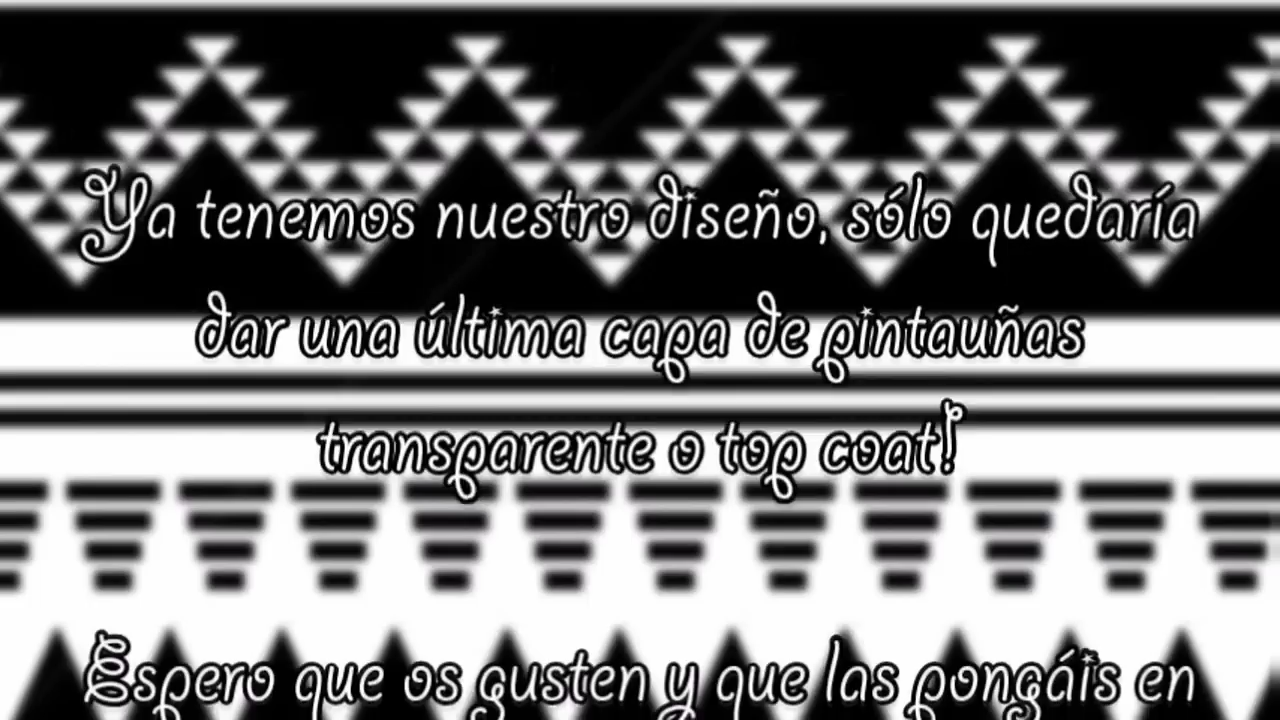 Ya tenemos nuestro diseño, sólo quedaría
dar una última capa de pintauñas
transparente o top coat!
Espero que os gusten y que las pongáis en